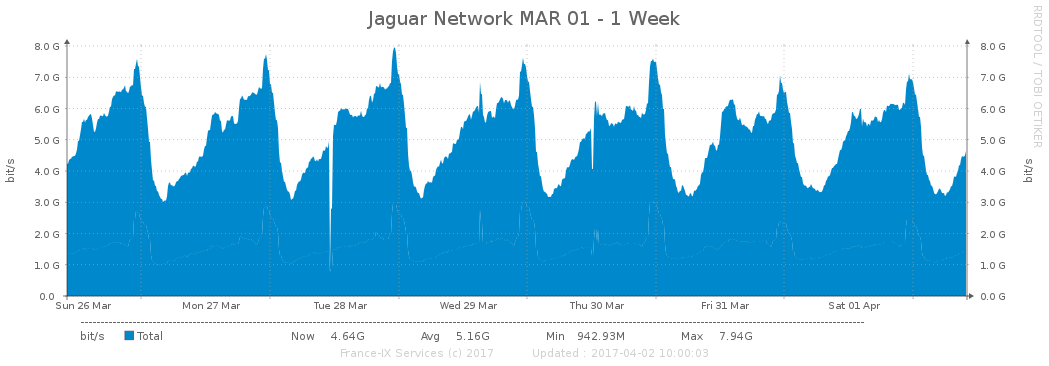 Jaguar Network MAR 01 - 1 Week
RRDTOOL / TOBI OETIKER
bit/s
8.0 G 8.0 G
7.0 G 7.0 G
6.0 G 6.0 G
5.0 G 5.0 G
4.0 G 4.0 G
3.0 G 3.0 G
2.0 G 2.0 G
1.0 G 1.0 G
0.0 0.0 G
bit/s
Sun 26 Mar Mon 27 Mar Tue 28 Mar Wed 29 Mar Thu 30 Mar Fri 31 Mar Sat 01 Apr
bit/s Total Now 4.64G Avg 5.16G Min 942.93M Max 7.94G
France-IX Services (c) 2017 Updated : 2017-04-02 10:00:03